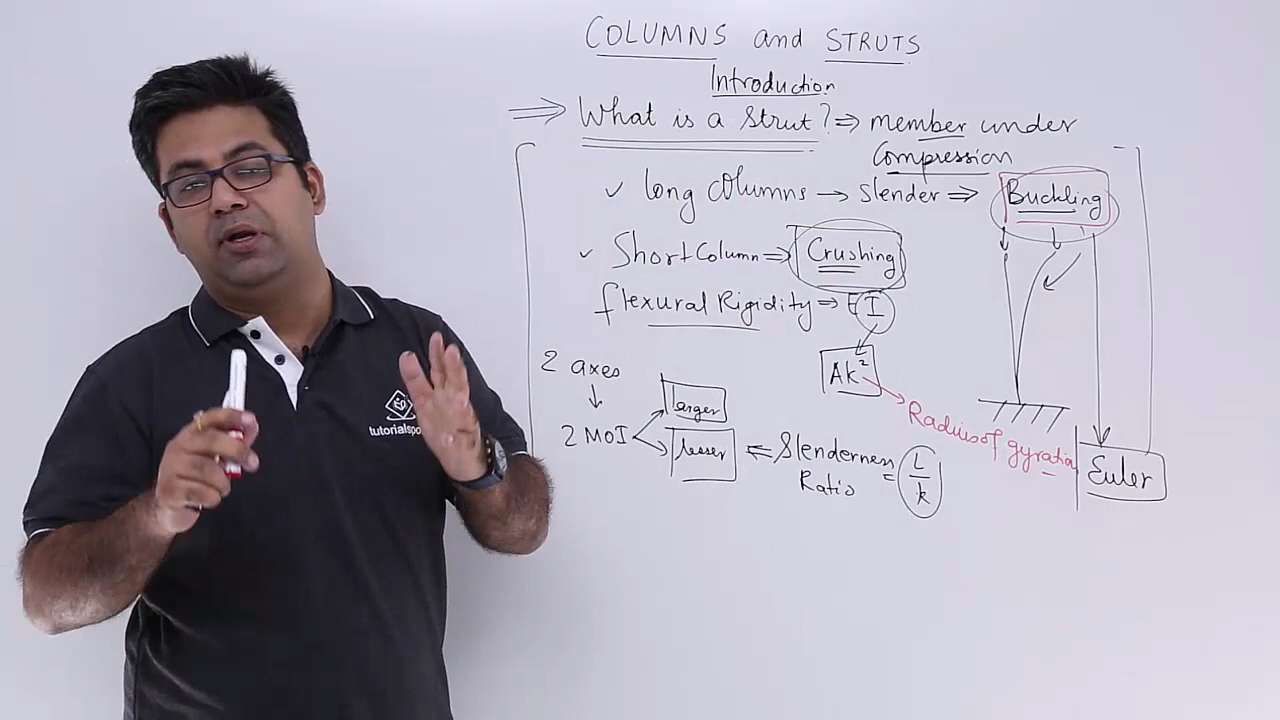 COLUMNS and STRUTS
Introduction
⇒ What is a Strut? ⇒ member under
Compression
✓ Long Columns → Slender ⇒ Buckling
✓ Short Column ⇒ Crushing
flexural Rigidity ⇒ EI
2 axes
Ak²
Radius of gyration
larger
2 MOI
lesser
⇐ Slenderness
Ratio = L/k
Euler
tutorialspo